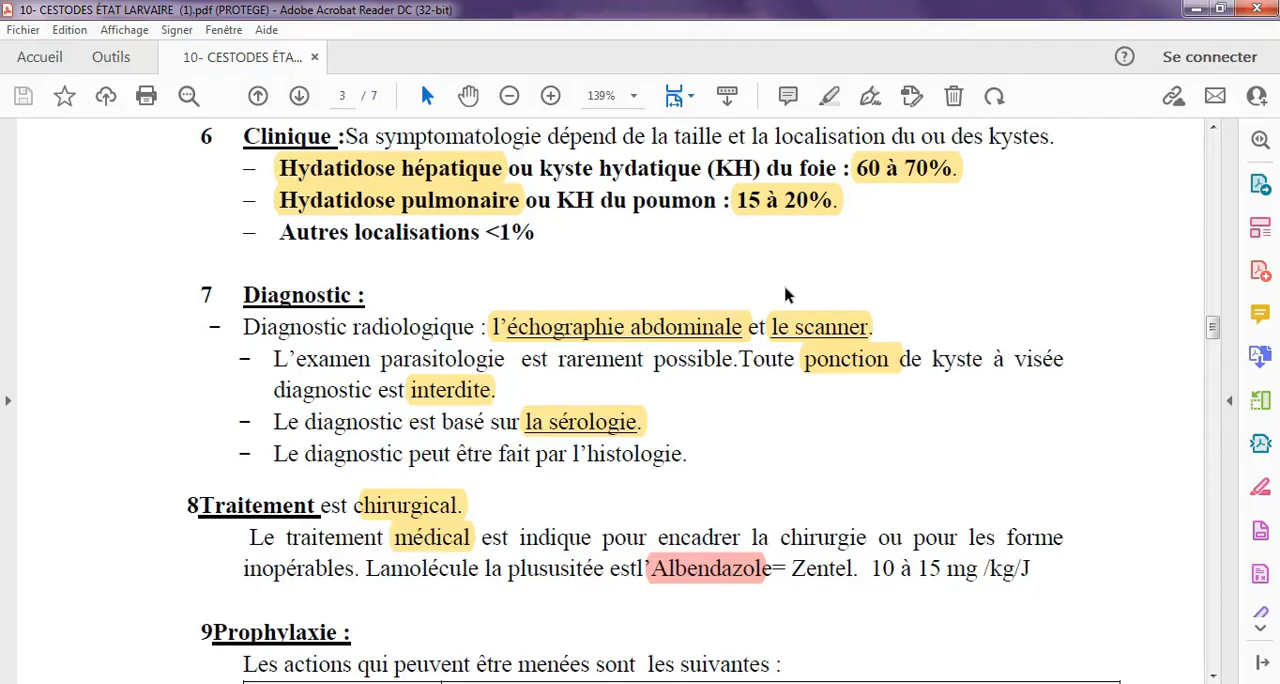 10- CESTODES ÉTAT LARVAIRE (1).pdf (PROTEGE) - Adobe Acrobat Reader DC (32-bit)
Fichier Edition Affichage Signer Fenêtre Aide
Accueil Outils 10- CESTODES ÉTA... × Se connecter
3 / 7 139%
6 Clinique :Sa symptomatologie dépend de la taille et la localisation du ou des kystes.
– Hydatidose hépatique ou kyste hydatique (KH) du foie : 60 à 70%.
– Hydatidose pulmonaire ou KH du poumon : 15 à 20%.
– Autres localisations <1%
7 Diagnostic :
– Diagnostic radiologique : l’échographie abdominale et le scanner.
- L’examen parasitologie est rarement possible.Toute ponction de kyste à visée
diagnostic est interdite.
- Le diagnostic est basé sur la sérologie.
- Le diagnostic peut être fait par l’histologie.
8Traitement est chirurgical.
Le traitement médical est indique pour encadrer la chirurgie ou pour les forme
inopérables. Lamolécule la plususitée estl’Albendazole= Zentel. 10 à 15 mg /kg/J
9Prophylaxie :
Les actions qui peuvent être menées sont les suivantes :